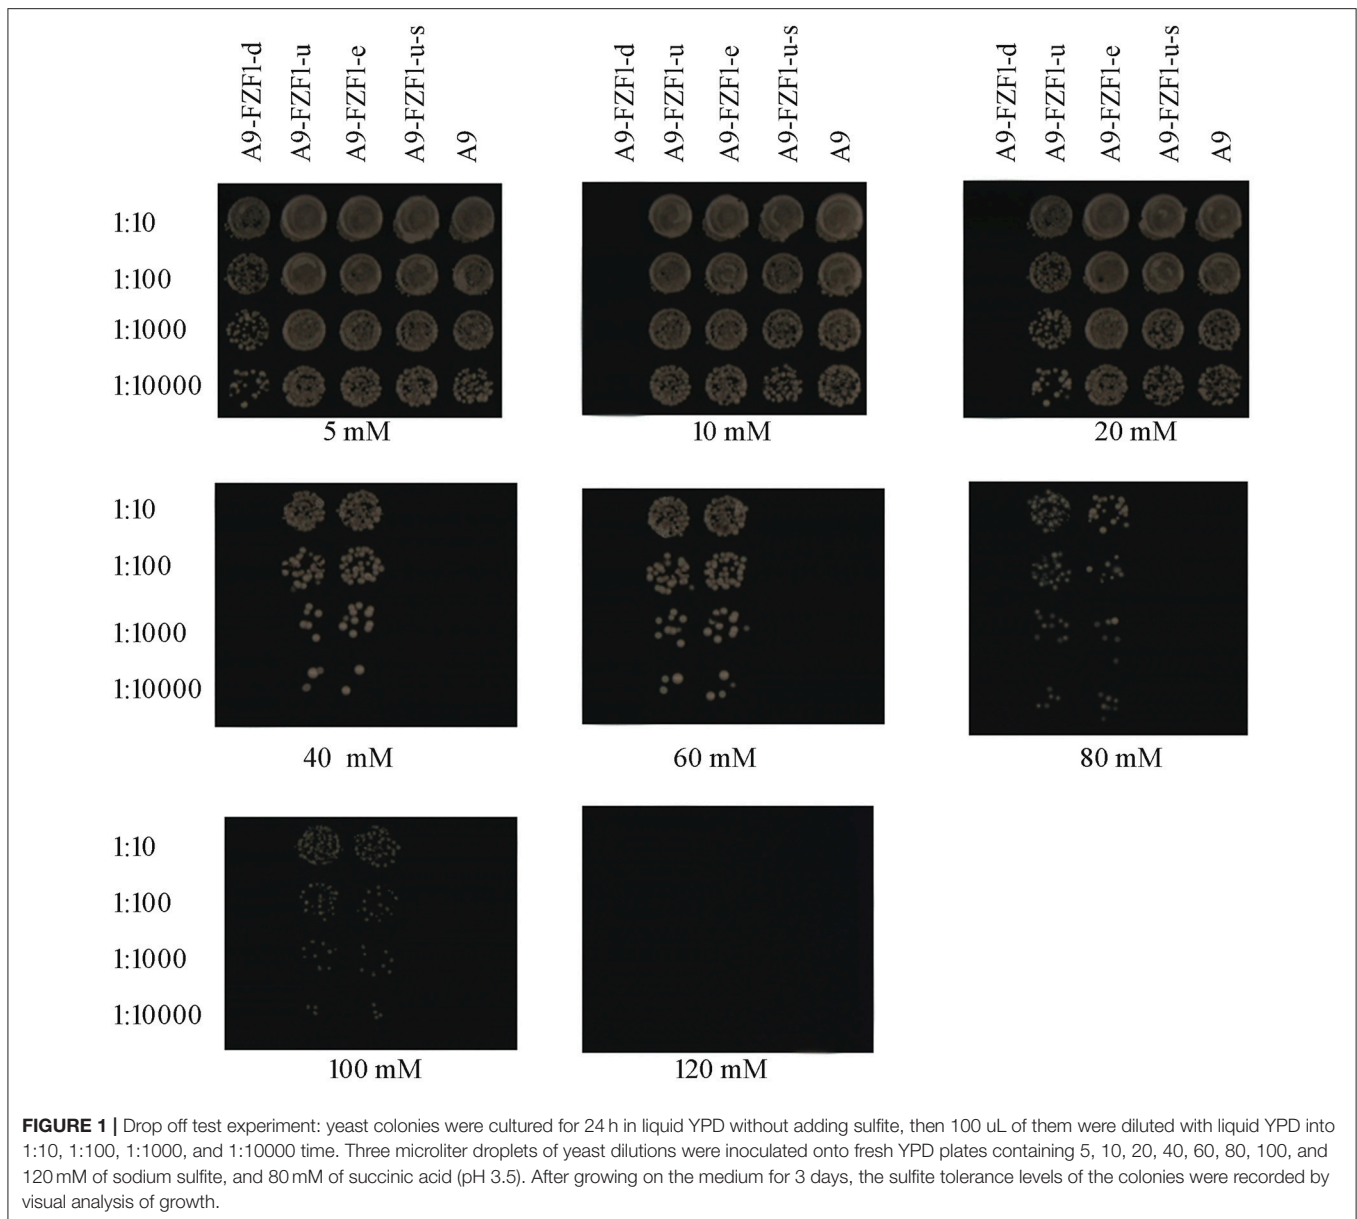 A9-FZF1-d
A9-FZF1-u
A9-FZF1-e
A9-FZF1-u-s
A9
A9-FZF1-d
A9-FZF1-u
A9-FZF1-e
A9-FZF1-u-s
A9
A9-FZF1-d
A9-FZF1-u
A9-FZF1-e
A9-FZF1-u-s
A9
1:10
1:100
1:1000
1:10000
5 mM
10 mM
20 mM
1:10
1:100
1:1000
1:10000
40 mM
60 mM
80 mM
1:10
1:100
1:1000
1:10000
100 mM
120 mM
FIGURE 1 | Drop off test experiment: yeast colonies were cultured for 24 h in liquid YPD without adding sulfite, then 100 uL of them were diluted with liquid YPD into
1:10, 1:100, 1:1000, and 1:10000 time. Three microliter droplets of yeast dilutions were inoculated onto fresh YPD plates containing 5, 10, 20, 40, 60, 80, 100, and
120 mM of sodium sulfite, and 80 mM of succinic acid (pH 3.5). After growing on the medium for 3 days, the sulfite tolerance levels of the colonies were recorded by
visual analysis of growth.